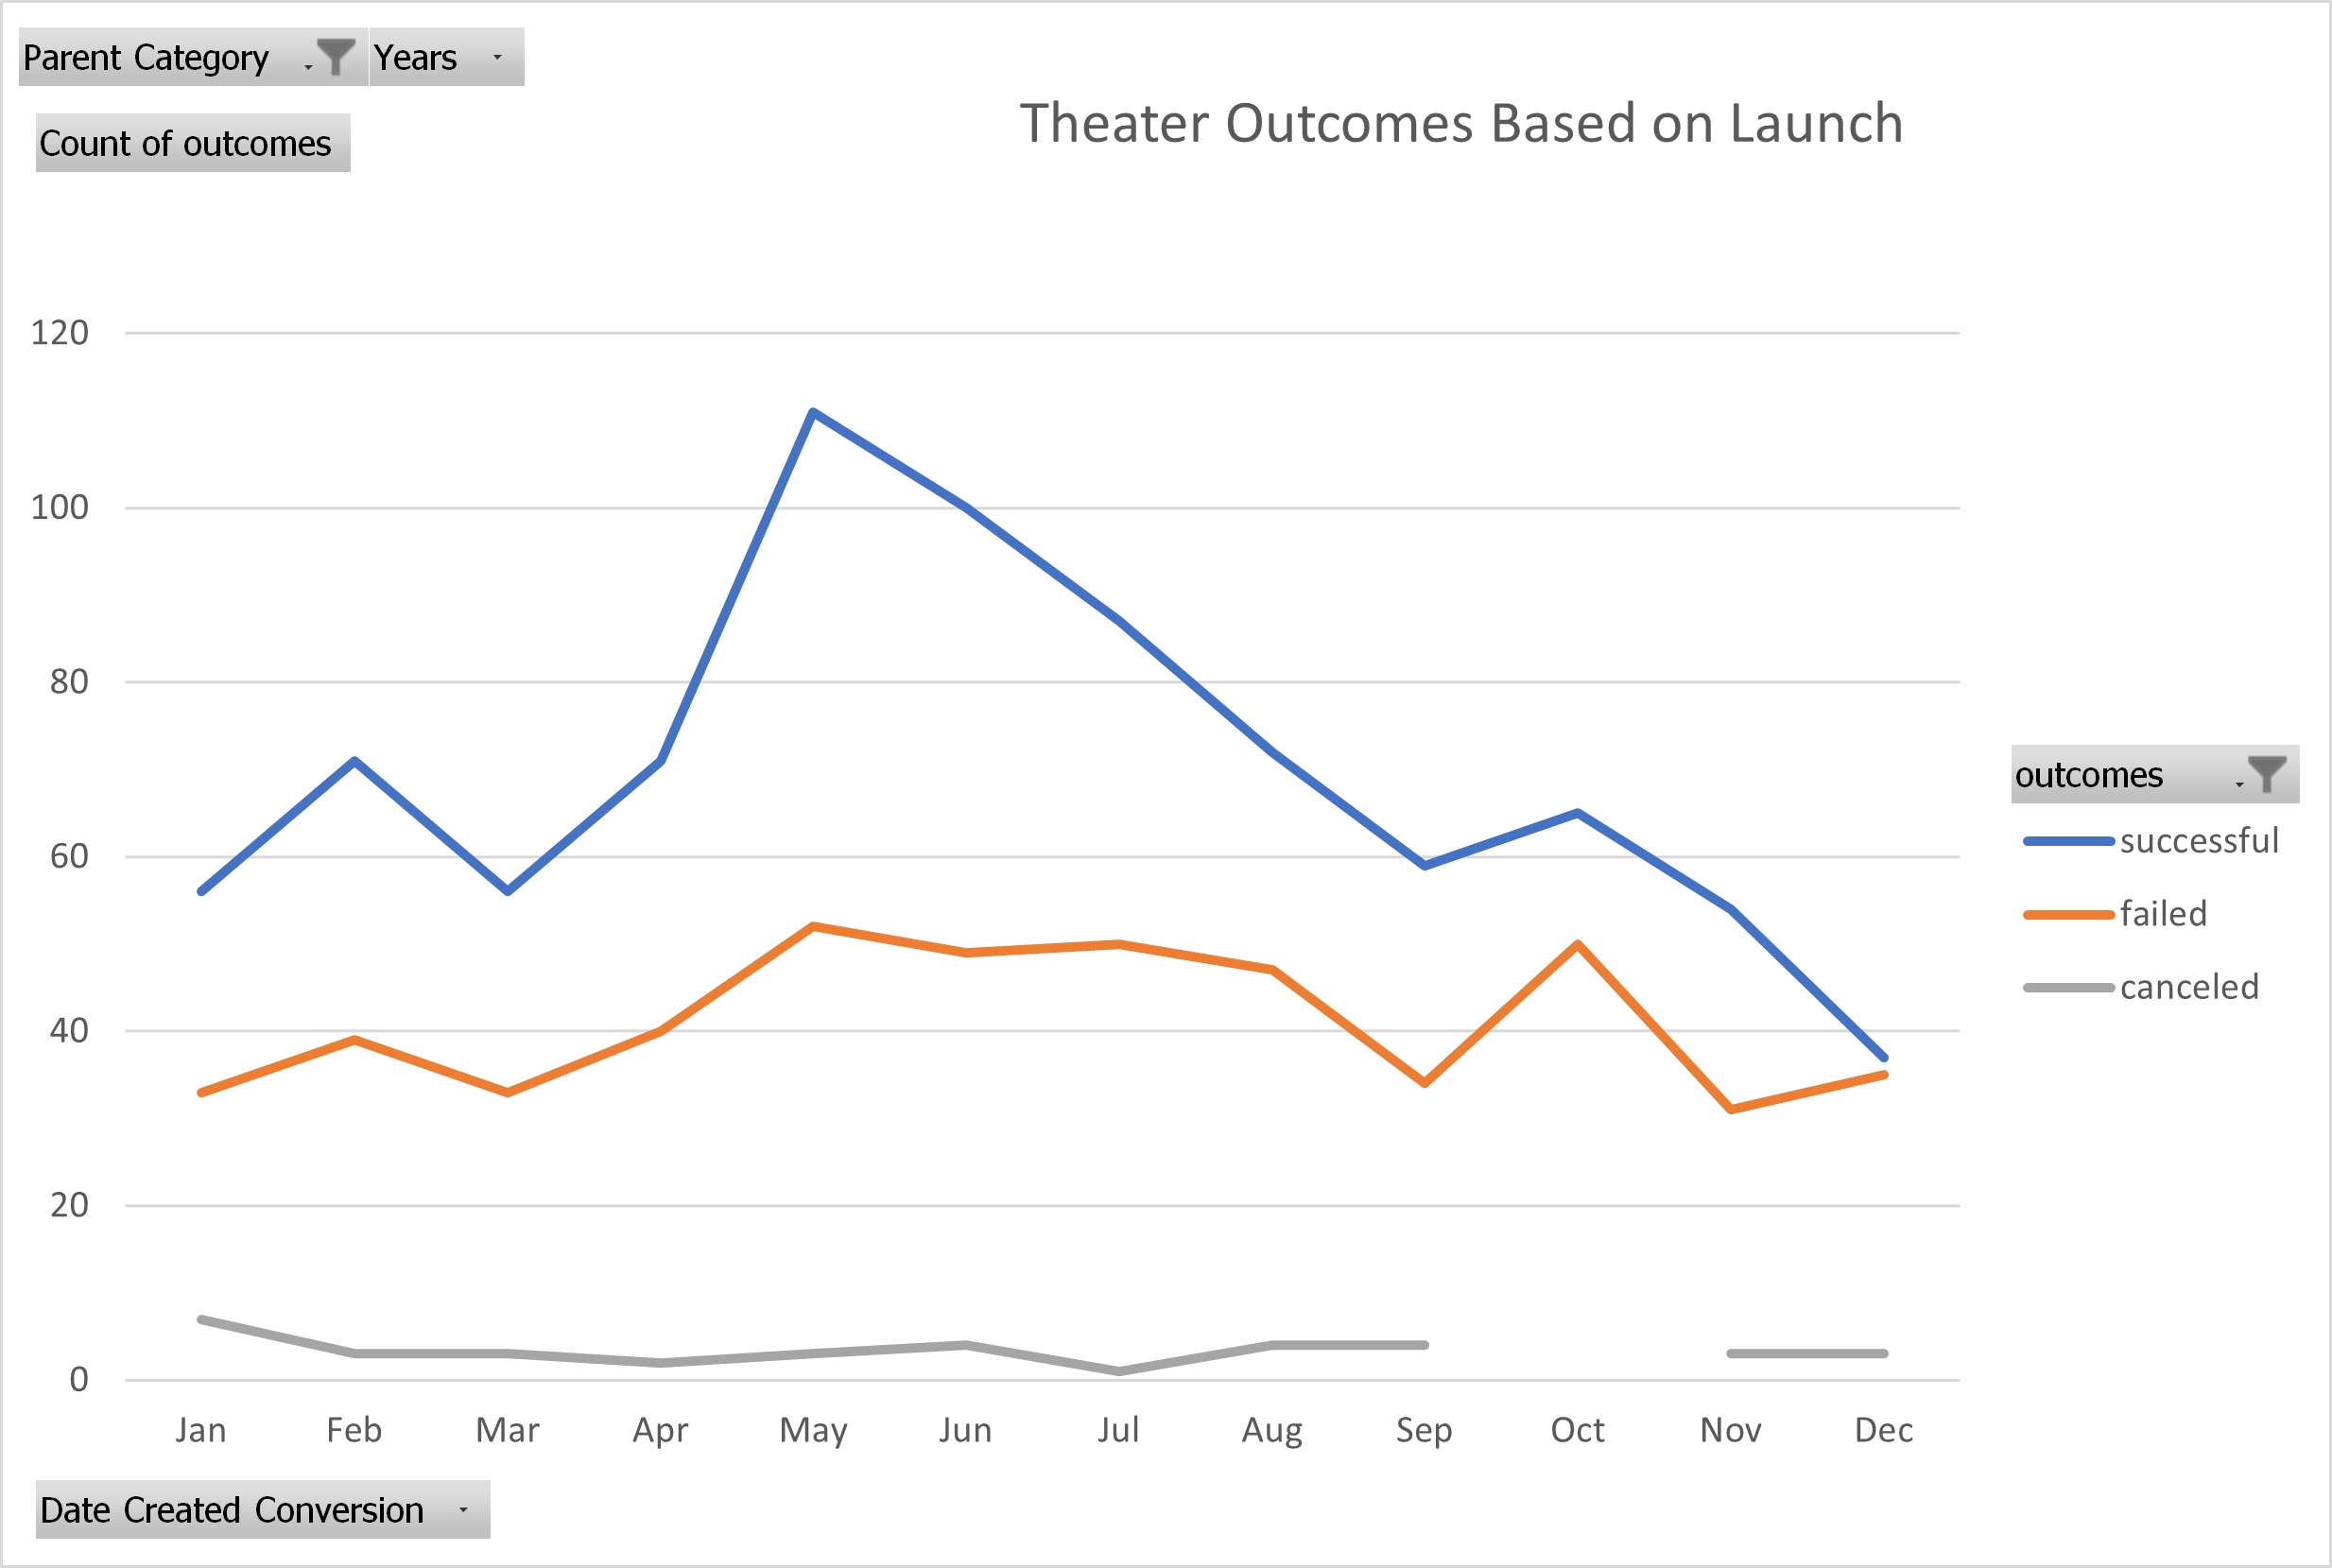 Parent Category Years
Count of outcomes
Theater Outcomes Based on Launch
120
100
80
60
40
20
0
Jan Feb Mar Apr May Jun Jul Aug Sep Oct Nov Dec
outcomes
successful
failed
canceled
Date Created Conversion